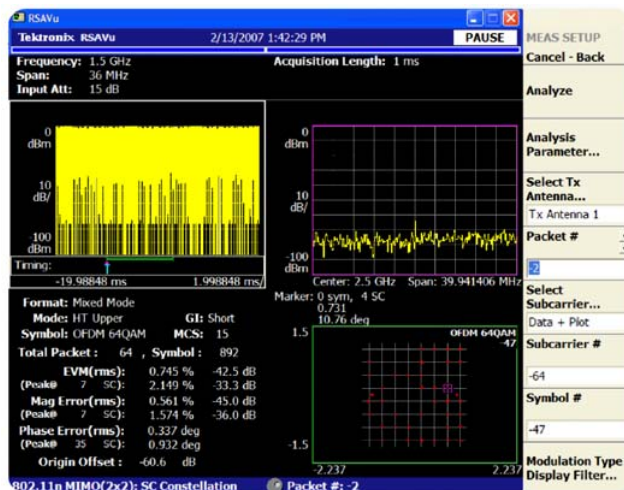 RSAVu
Tektronix RSAVu 2/13/2007 1:42:29 PM PAUSE
Frequency: 1.5 GHz Acquisition Length: 1 ms
Span: 36 MHz
Input Att: 15 dB
0
dBm
10
dB/
-100
dBm
Timing:
-19.98848 ms 1.998848 ms/
0
dBm
10
dB/
-100
dBm
Center: 2.5 GHz Span: 39.941406 MHz
Format: Mixed Mode
Mode: HT Upper GI: Short
Symbol: OFDM 64QAM MCS: 15
Total Packet : 64 , Symbol : 892
EVM(rms): 0.745 % -42.5 dB
(Peak@ 7 SC): 2.149 % -33.3 dB
Mag Error(rms): 0.561 % -45.0 dB
(Peak@ 7 SC): 1.574 % -36.0 dB
Phase Error(rms): 0.337 deg
(Peak@ 35 SC): 0.932 deg
Origin Offset : -60.6 dB
Marker: 0 sym, 4 SC
0.731
10.76 deg
1.5
OFDM 64QAM
-47
-1.5
-2.237 2.237
802.11n MIMO(2x2): SC Constellation Packet #: -2
MEAS SETUP
Cancel - Back
Analyze
Analysis
Parameter...
Select Tx
Antenna...
Tx Antenna 1
Packet #
-2
Select
Subcarrier...
Data + Plot
Subcarrier #
-64
Symbol #
-47
Modulation Type
Display Filter...